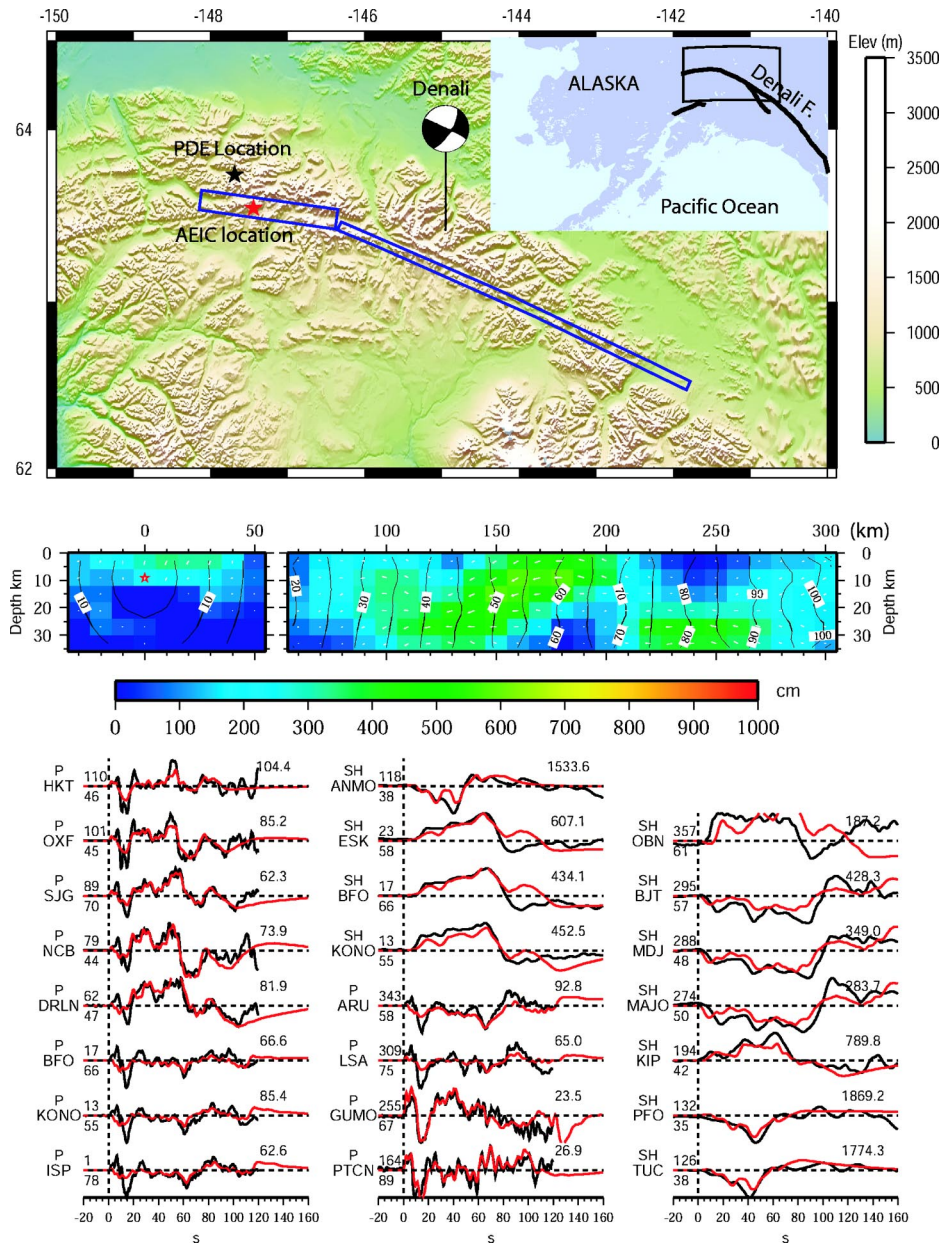 -150 -148 -146 -144 -142 -140
Elev (m)
3500
3000
2500
2000
1500
1000
500
0
64
62
Denali
PDE Location
AEIC location
ALASKA
Denali F.
Pacific Ocean
0 50 100 150 200 250 300 (km)
Depth km
0
10
20
30
10 10 20 30 40 50 60 70 80 90 100
60 70 80 90 100
0
10
20
30
Depth km
cm
0 100 200 300 400 500 600 700 800 900 1000
P
HKT 110 46 104.4
P
OXF 101 45 85.2
P
SJG 89 70 62.3
P
NCB 79 44 73.9
P
DRLN 62 47 81.9
P
BFO 17 66 66.6
P
KONO 13 55 85.4
P
ISP 1 78 62.6
-20 0 20 40 60 80 100 120 140 160
s
SH
ANMO 118 38 1533.6
SH
ESK 23 58 607.1
SH
BFO 17 66 434.1
SH
KONO 13 55 452.5
P
ARU 343 58 92.8
P
LSA 309 75 65.0
P
GUMO 255 67 23.5
P
PTCN 164 89 26.9
-20 0 20 40 60 80 100 120 140 160
s
SH
OBN 357 61 187.2
SH
BJT 295 57 428.3
SH
MDJ 288 48 349.0
SH
MAJO 274 50 283.7
SH
KIP 194 42 789.8
SH
PFO 132 35 1869.2
SH
TUC 126 38 1774.3
-20 0 20 40 60 80 100 120 140 160
s